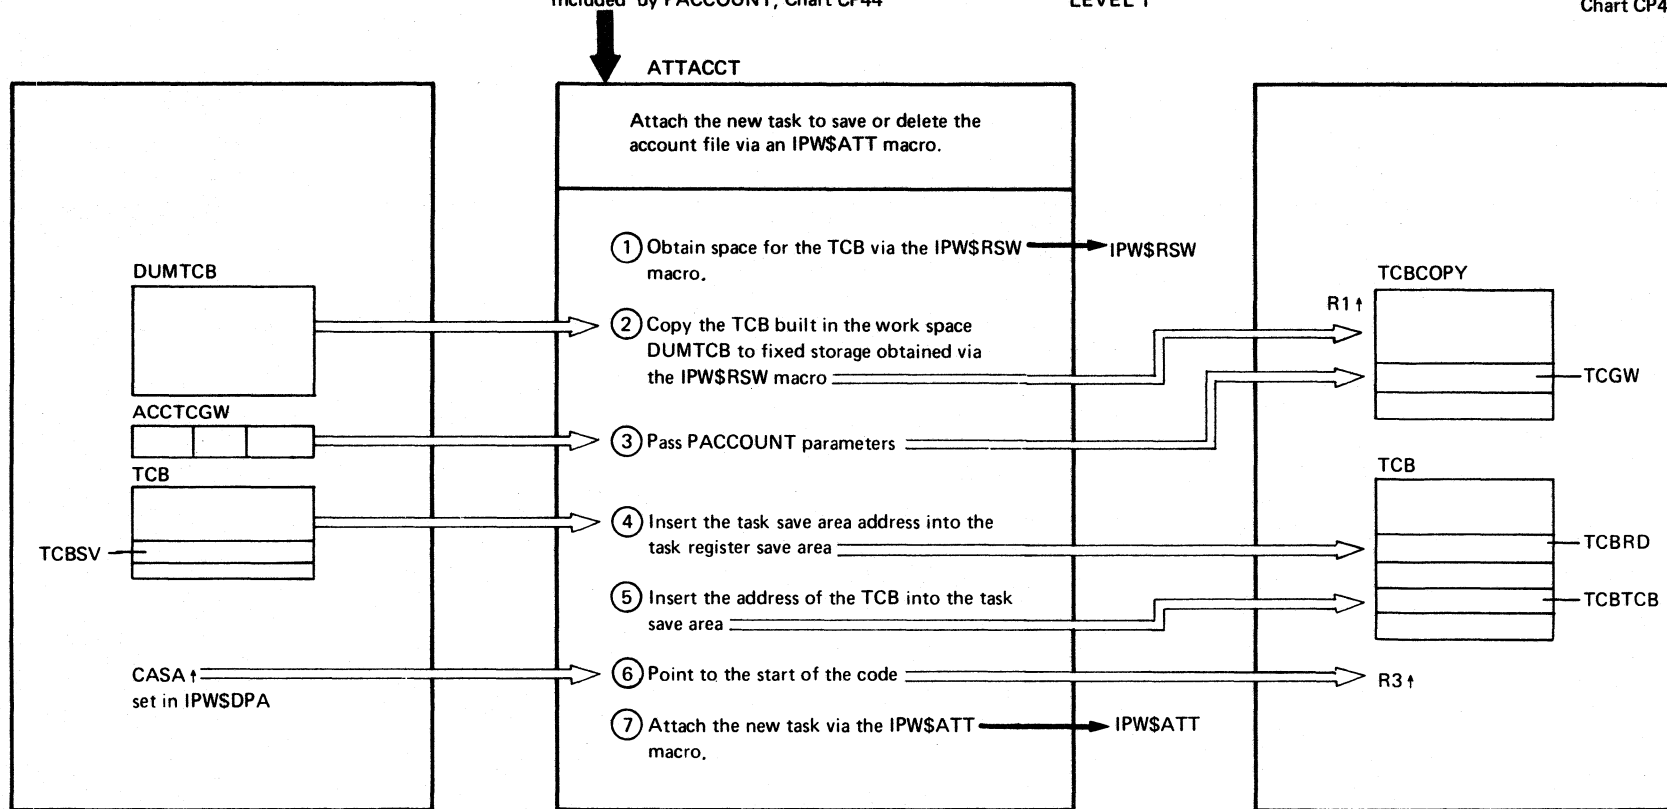 Included by PACCOUNT, Chart CP44
LEVEL 1
Chart CP4
ATTACCT
Attach the new task to save or delete the
account file via an IPW$ATT macro.
1 Obtain space for the TCB via the IPW$RSW
macro.
IPW$RSW
DUMTCB
2 Copy the TCB built in the work space
DUMTCB to fixed storage obtained via
the IPW$RSW macro
TCBCOPY
R1↑
TCGW
ACCTCGW
3 Pass PACCOUNT parameters
TCB
TCBSV
4 Insert the task save area address into the
task register save area
TCB
TCBRD
5 Insert the address of the TCB into the task
save area
TCBTCB
CASA↑
set in IPW$DPA
6 Point to the start of the code
R3↑
7 Attach the new task via the IPW$ATT
macro.
IPW$ATT